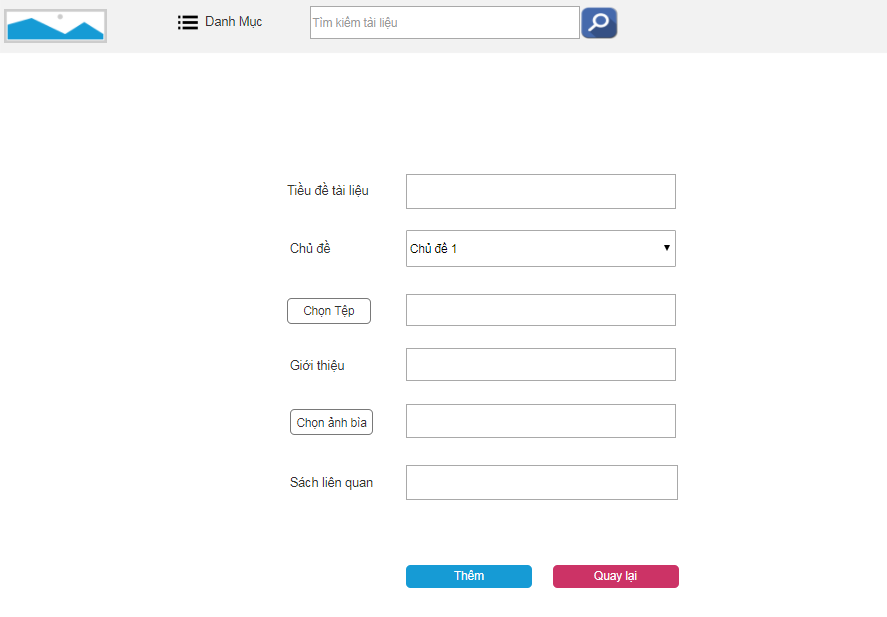 Danh Mục
Tìm kiếm tài liệu
Tiều đề tài liệu
Chủ đề
Chủ đề 1
Chọn Tệp
Giới thiệu
Chọn ảnh bìa
Sách liên quan
Thêm
Quay lại